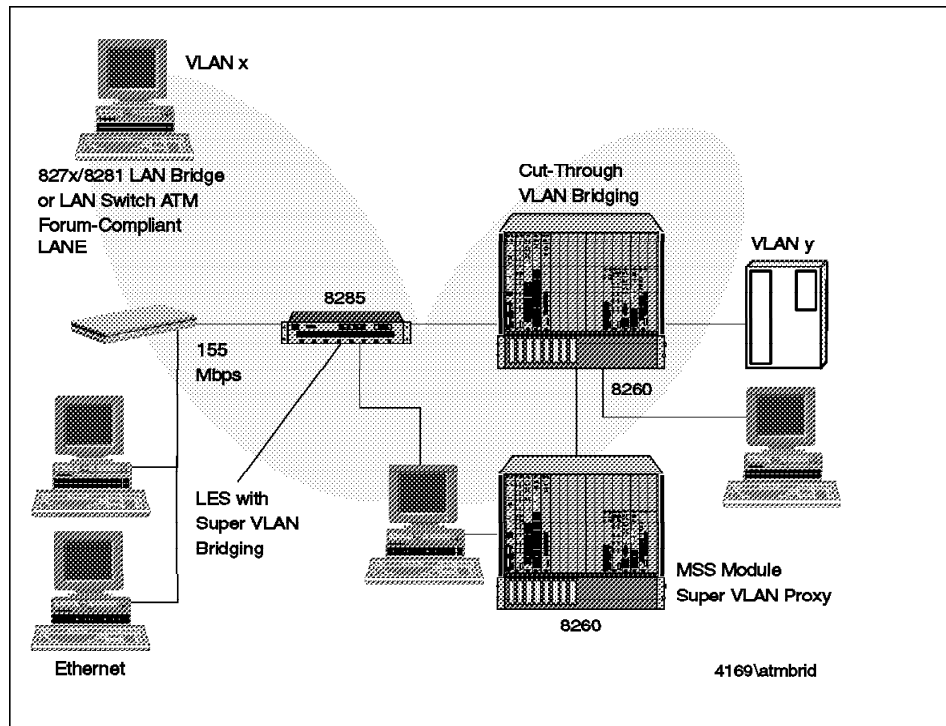 VLAN x
827x/8281 LAN Bridge
or LAN Switch ATM
Forum-Compliant
LANE
Cut-Through
VLAN Bridging
VLAN y
8285
155
Mbps
8260
LES with
Super VLAN
Bridging
MSS Module
Super VLAN Proxy
8260
Ethernet
4169\atmbrid